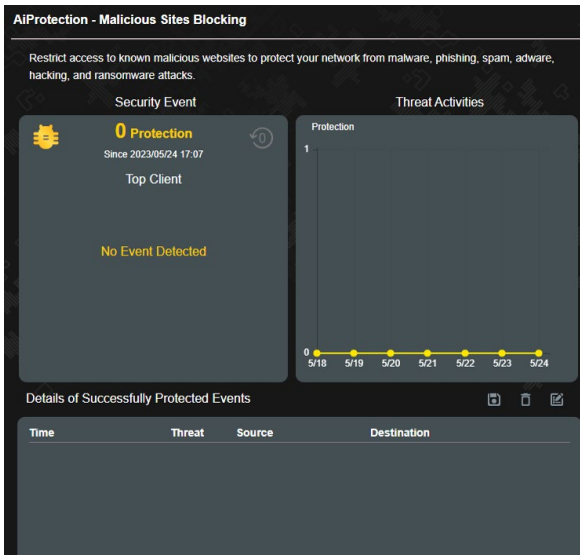 AiProtection - Malicious Sites Blocking
Restrict access to known malicious websites to protect your network from malware, phishing, spam, adware,
hacking, and ransomware attacks.
Security Event
0 Protection
Since 2023/05/24 17:07
Top Client
No Event Detected
Threat Activities
Protection
1
0
5/18 5/19 5/20 5/21 5/22 5/23 5/24
Details of Successfully Protected Events
Time Threat Source Destination